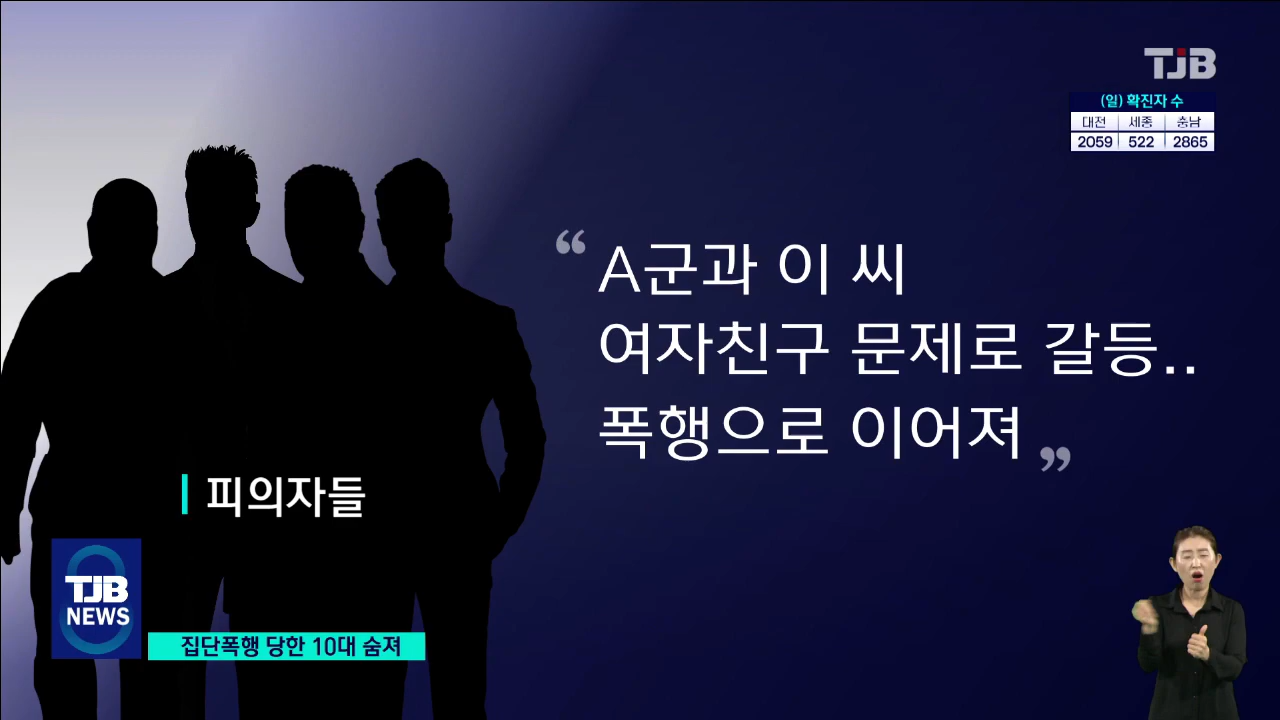 TJB
(일) 확진자 수
대전 세종 충남
2059 522 2865
“ A군과 이 씨
여자친구 문제로 갈등..
폭행으로 이어져 ”
피의자들
8
TJB
NEWS
집단폭행 당한 10대 숨져